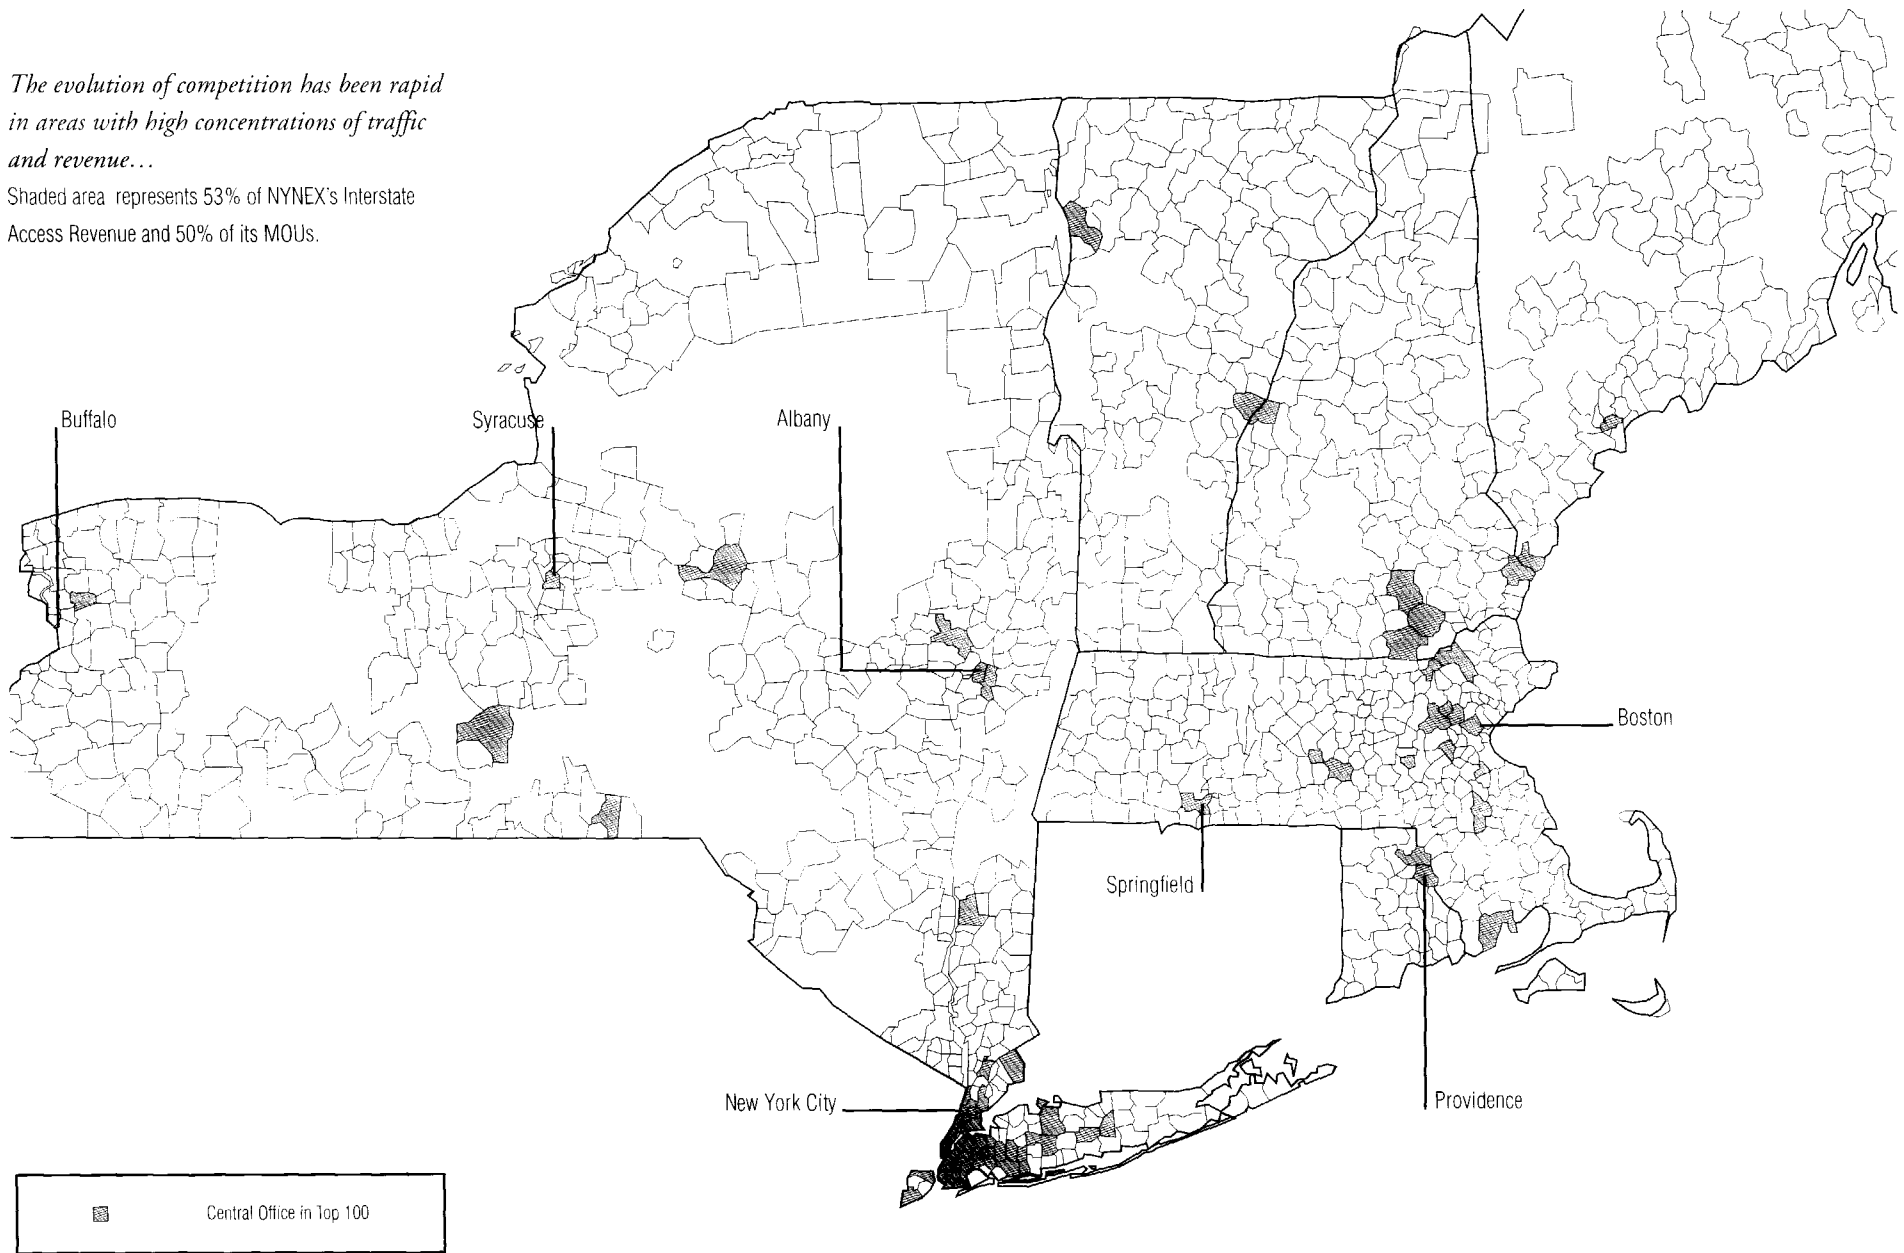 The evolution of competition has been rapid
in areas with high concentrations of traffic
and revenue…
Shaded area represents 53% of NYNEX's Interstate
Access Revenue and 50% of its MOUs.
Buffalo
Syracuse
Albany
Boston
Springfield
New York City
Providence
Central Office in Top 100